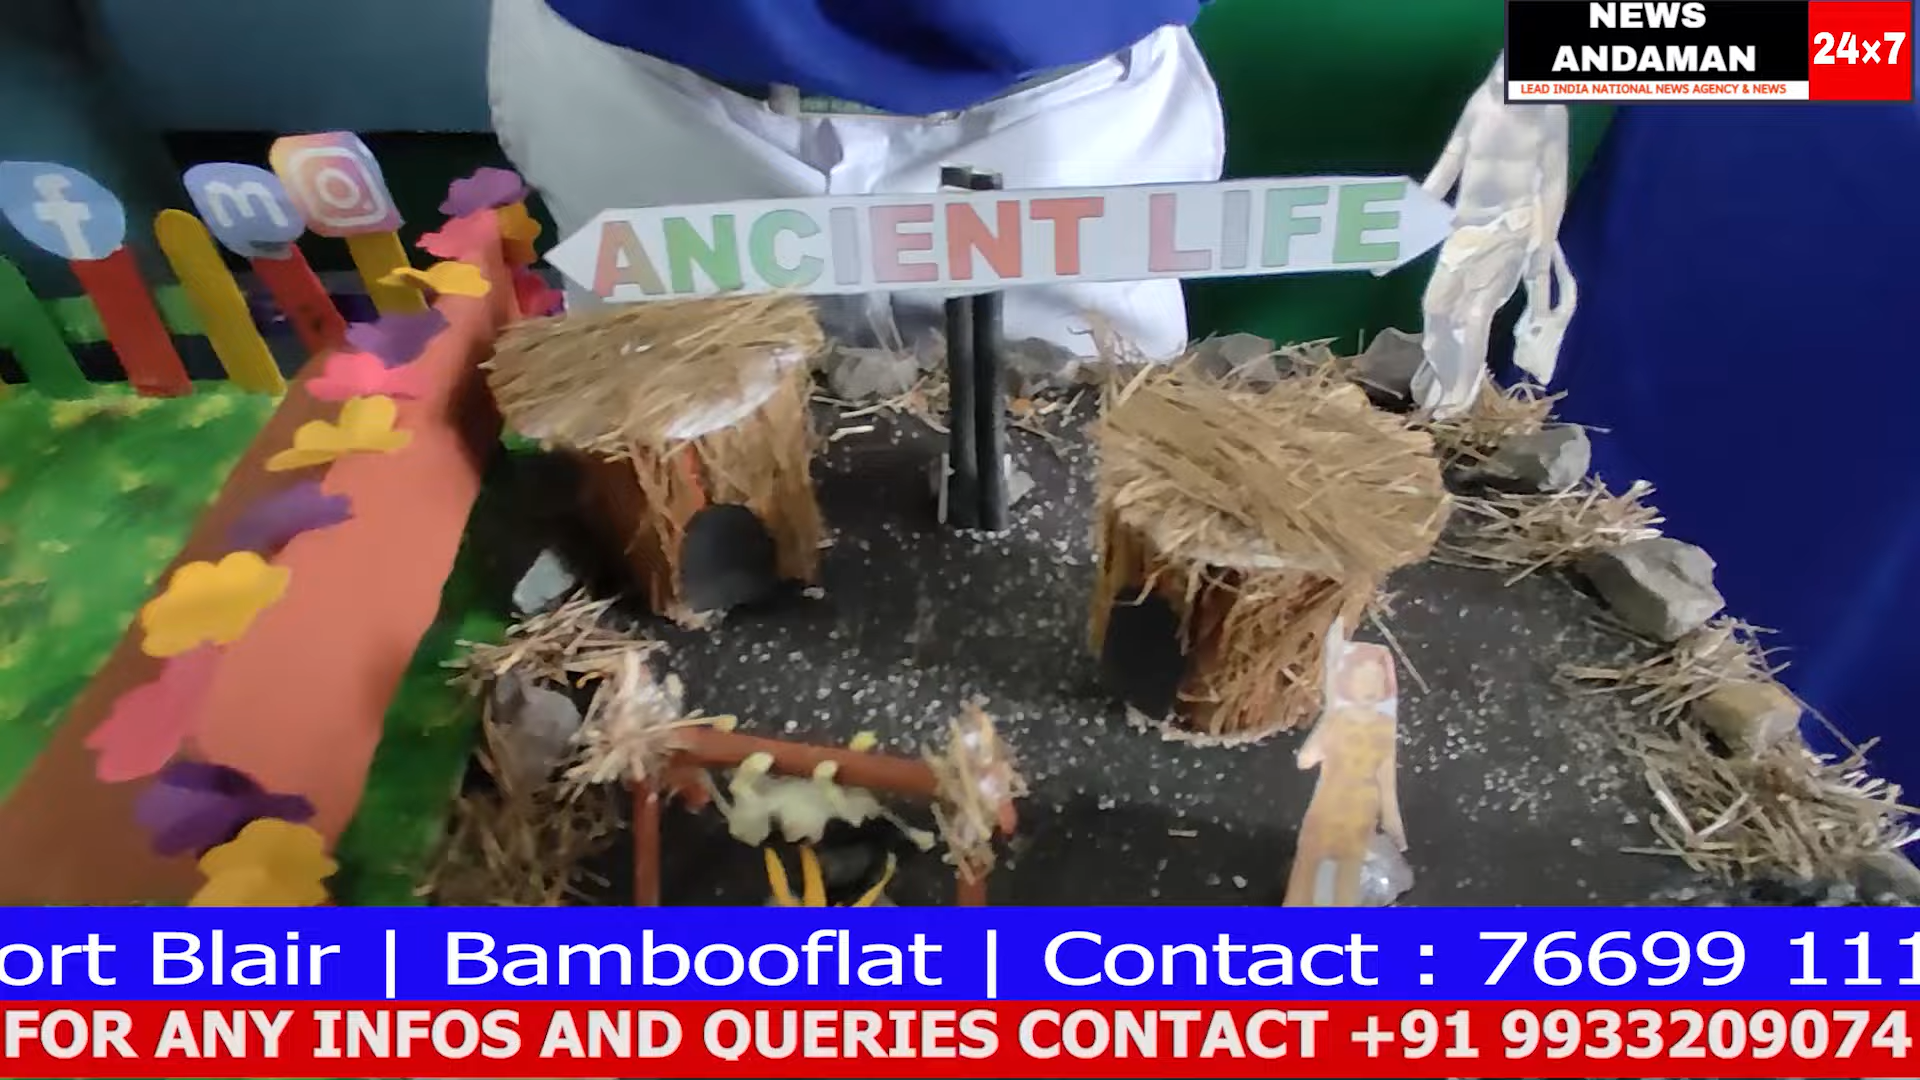 NEWS
ANDAMAN
24x7
LEAD INDIA NATIONAL NEWS AGENCY & NEWS
f
m
ANCIENT LIFE
ort Blair | Bambooflat | Contact : 76699 111
FOR ANY INFOS AND QUERIES CONTACT +91 9933209074